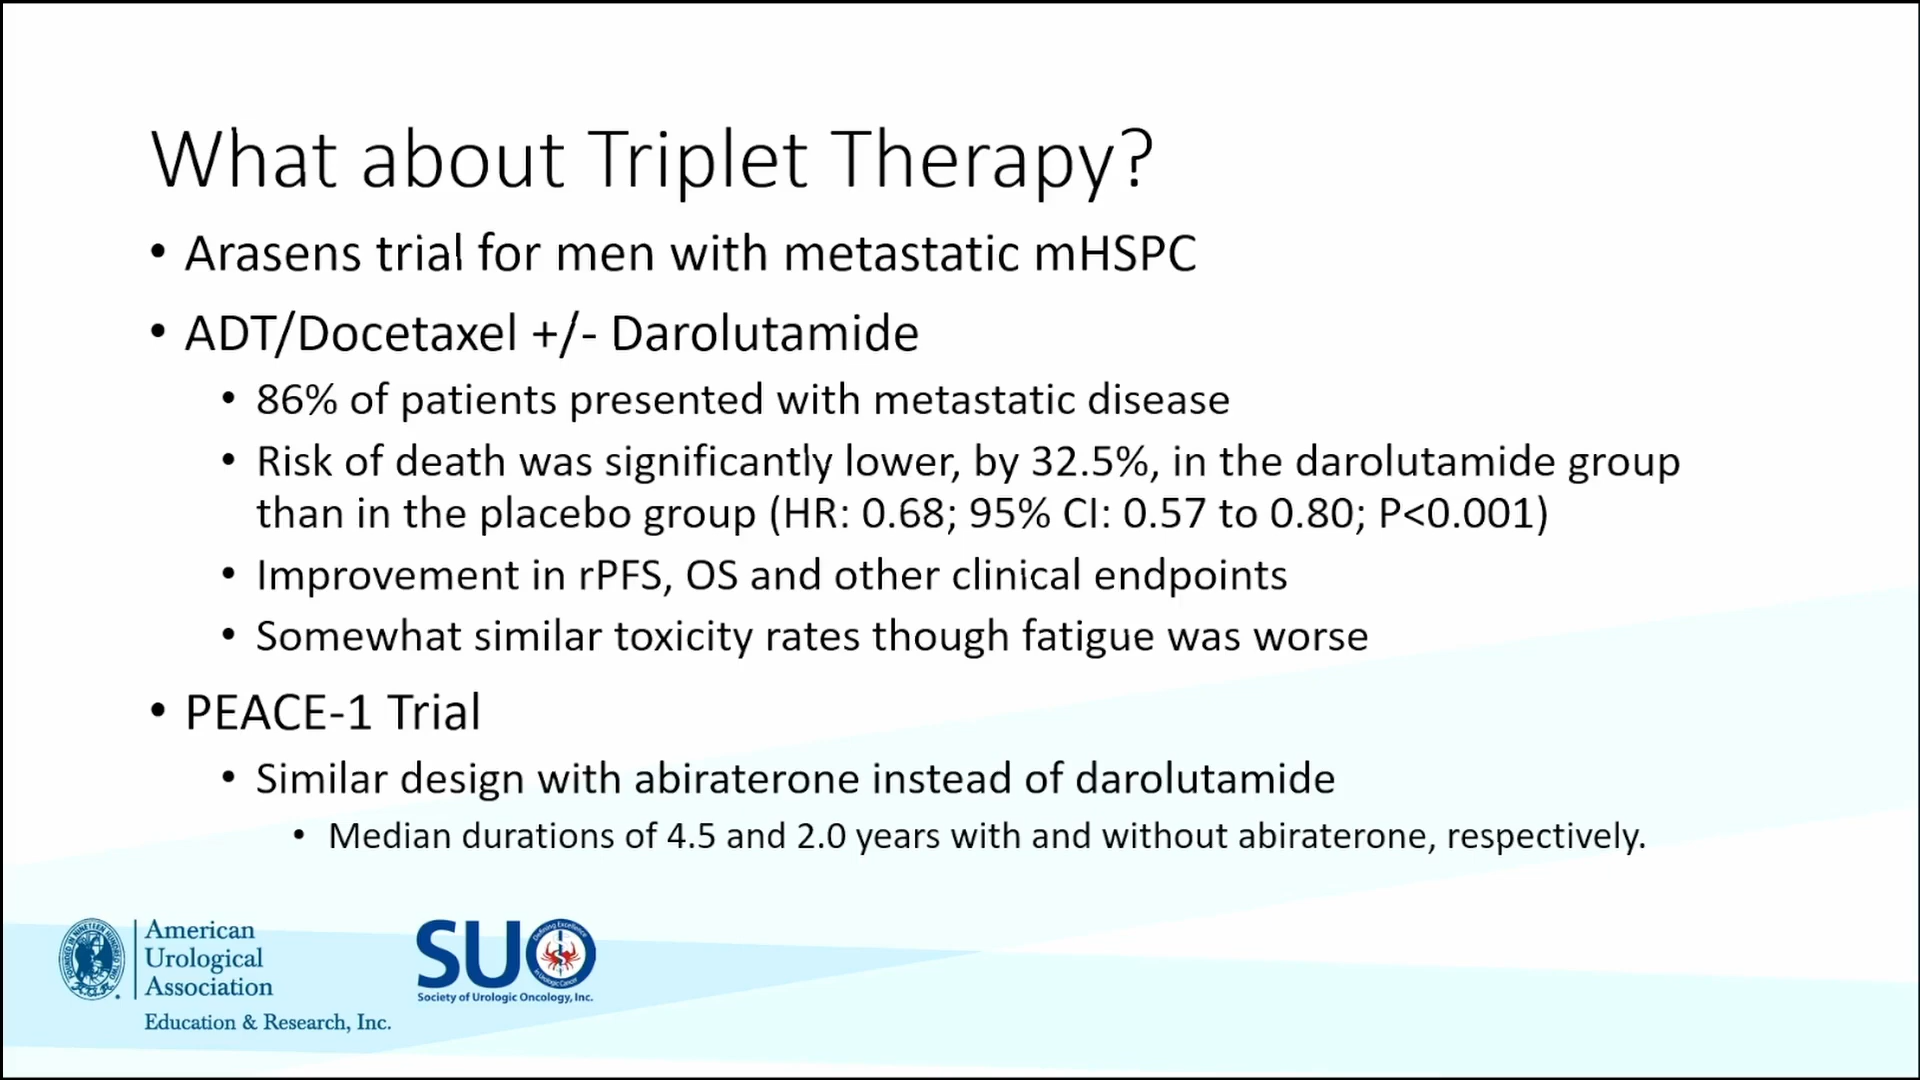 What about Triplet Therapy?
• Arasens trial for men with metastatic mHSPC
• ADT/Docetaxel +/- Darolutamide
• 86% of patients presented with metastatic disease
• Risk of death was significantly lower, by 32.5%, in the darolutamide group
than in the placebo group (HR: 0.68; 95% CI: 0.57 to 0.80; P<0.001)
• Improvement in rPFS, OS and other clinical endpoints
• Somewhat similar toxicity rates though fatigue was worse
• PEACE-1 Trial
• Similar design with abiraterone instead of darolutamide
• Median durations of 4.5 and 2.0 years with and without abiraterone, respectively.
American
Urological
Association
Education & Research, Inc.
SUO
Defining Excellence
in Urologic Cancer
Society of Urologic Oncology, Inc.